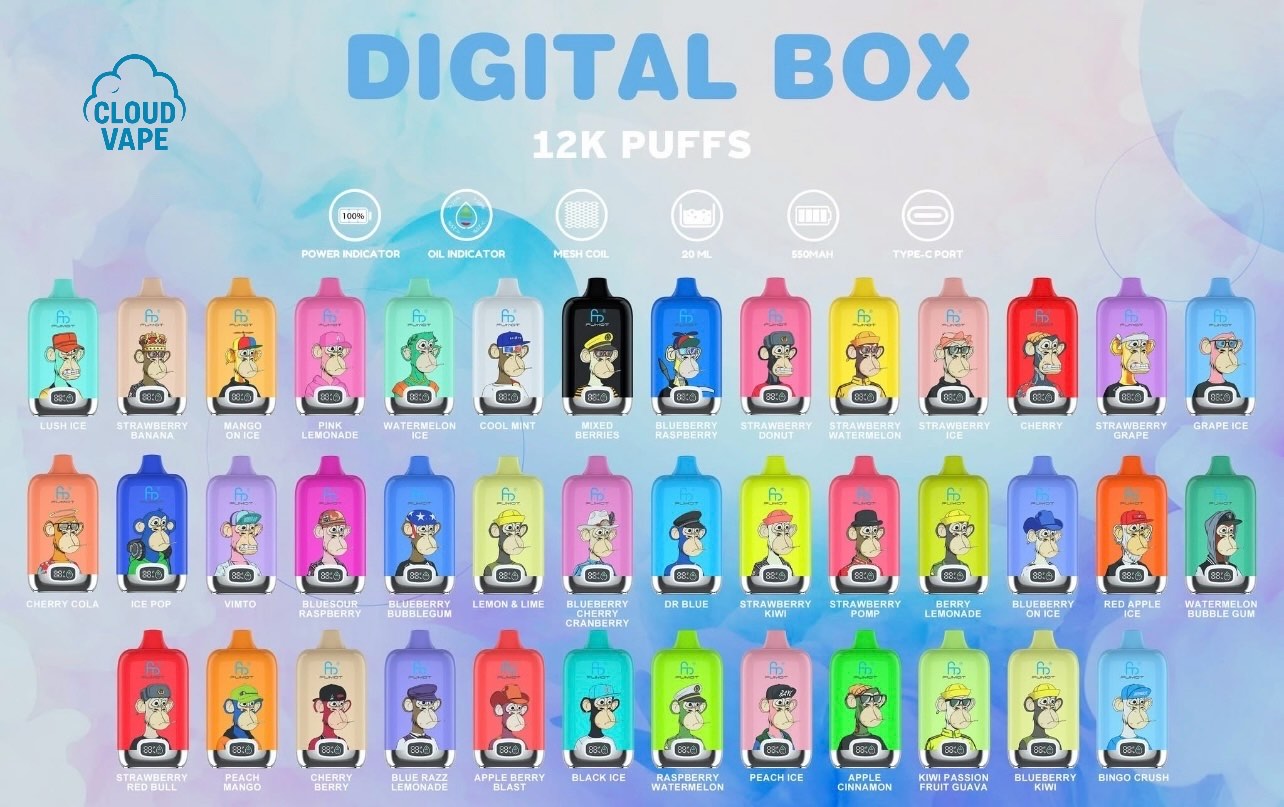 CLOUD
VAPE
DIGITAL BOX
12K PUFFS
100%
POWER INDICATOR
OIL INDICATOR
MESH COIL
20 ML
550MAH
TYPE-C PORT
FUMOT
LUSH ICE
STRAWBERRY
BANANA
MANGO
ON ICE
PINK
LEMONADE
WATERMELON
ICE
COOL MINT
MIXED
BERRIES
BLUEBERRY
RASPBERRY
STRAWBERRY
DONUT
STRAWBERRY
WATERMELON
STRAWBERRY
ICE
CHERRY
STRAWBERRY
GRAPE
GRAPE ICE
CHERRY COLA
ICE POP
VIMTO
BLUESOUR
RASPBERRY
BLUEBERRY
BUBBLEGUM
LEMON & LIME
BLUEBERRY
CHERRY
CRANBERRY
DR BLUE
STRAWBERRY
KIWI
STRAWBERRY
POMP
BERRY
LEMONADE
BLUEBERRY
ON ICE
RED APPLE
ICE
WATERMELON
BUBBLE GUM
STRAWBERRY
RED BULL
PEACH
MANGO
CHERRY
BERRY
BLUE RAZZ
LEMONADE
APPLE BERRY
BLAST
BLACK ICE
RASPBERRY
WATERMELON
PEACH ICE
APPLE
CINNAMON
KIWI PASSION
FRUIT GUAVA
BLUEBERRY
KIWI
BINGO CRUSH